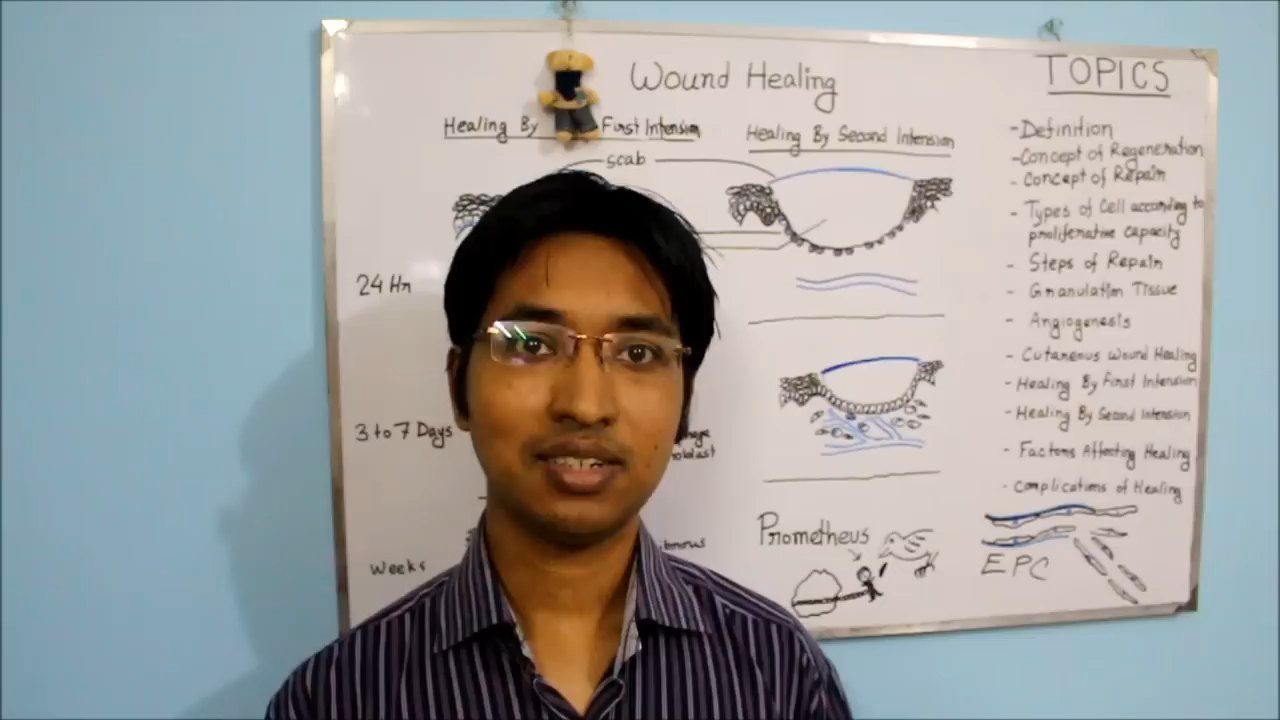 Wound Healing
Healing By First Intension
Healing By Second Intension
scab
24 Hr
3 to 7 Days
Weeks
Prometheus
TOPICS
- Definition
- Concept of Regeneration
- Concept of Repair
- Types of Cell according to
proliferative capacity
- Steps of Repair
- Granulation Tissue
- Angiogenesis
- Cutaneous Wound Healing
- Healing By First Intension
- Healing By Second Intension
- Factors Affecting Healing
- Complications of Healing
EPC